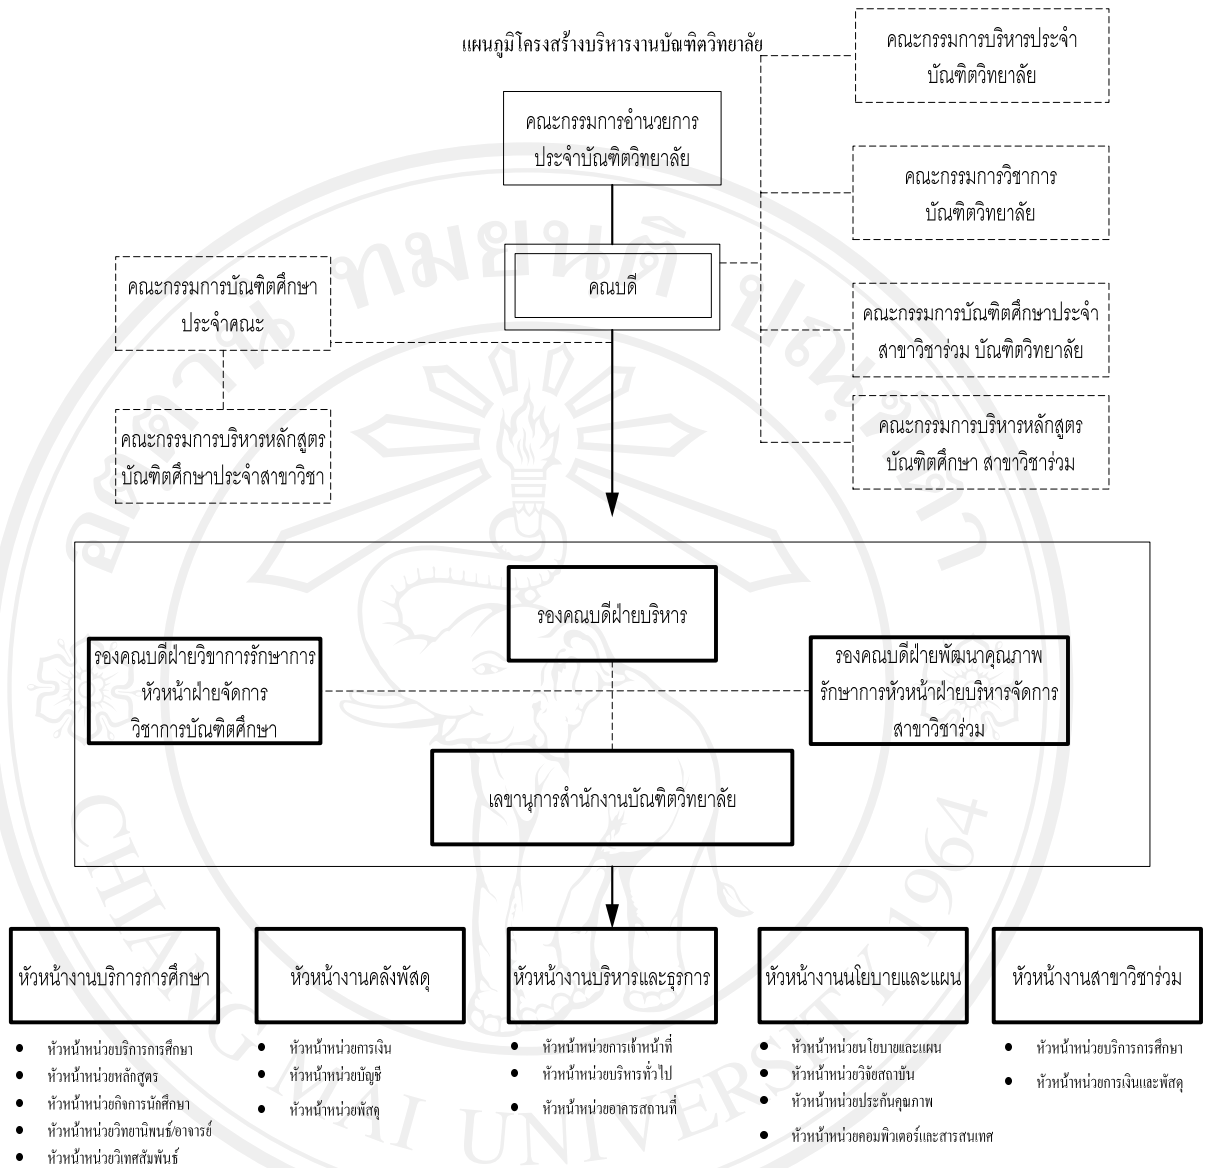 แผนภูมิโครงสร้างบริหารงานบัณฑิตวิทยาลัย
คณะกรรมการบริหารประจำ
บัณฑิตวิทยาลัย
คณะกรรมการอำนวยการ
ประจำบัณฑิตวิทยาลัย
คณะกรรมการวิชาการ
บัณฑิตวิทยาลัย
คณบดี
คณะกรรมการบัณฑิตศึกษา
ประจำคณะ
คณะกรรมการบัณฑิตศึกษาประจำ
สาขาวิชาร่วม บัณฑิตวิทยาลัย
คณะกรรมการบริหารหลักสูตร
บัณฑิตศึกษาประจำสาขาวิชา
คณะกรรมการบริหารหลักสูตร
บัณฑิตศึกษา สาขาวิชาร่วม
รองคณบดีฝ่ายบริหาร
รองคณบดีฝ่ายวิชาการรักษาการ
หัวหน้าฝ่ายจัดการ
วิชาการบัณฑิตศึกษา
รองคณบดีฝ่ายพัฒนาคุณภาพ
รักษาการหัวหน้าฝ่ายบริหารจัดการ
สาขาวิชาร่วม
เลขานุการสำนักงานบัณฑิตวิทยาลัย
หัวหน้างานบริการการศึกษา
• หัวหน้าหน่วยบริการการศึกษา
• หัวหน้าหน่วยหลักสูตร
• หัวหน้าหน่วยกิจการนักศึกษา
• หัวหน้าหน่วยวิทยานิพนธ์/อาจารย์
• หัวหน้าหน่วยวิเทศสัมพันธ์
หัวหน้างานคลังพัสดุ
• หัวหน้าหน่วยการเงิน
• หัวหน้าหน่วยบัญชี
• หัวหน้าหน่วยพัสดุ
หัวหน้างานบริหารและธุรการ
• หัวหน้าหน่วยการเจ้าหน้าที่
• หัวหน้าหน่วยบริหารทั่วไป
• หัวหน้าหน่วยอาคารสถานที่
หัวหน้างานนโยบายและแผน
• หัวหน้าหน่วยนโยบายและแผน
• หัวหน้าหน่วยวิจัยสถาบัน
• หัวหน้าหน่วยประกันคุณภาพ
• หัวหน้าหน่วยคอมพิวเตอร์และสารสนเทศ
หัวหน้างานสาขาวิชาร่วม
• หัวหน้าหน่วยบริการการศึกษา
• หัวหน้าหน่วยการเงินและพัสดุ
อตฺตานํ ทมยนฺติ ปณฺฑิตา
CHIANG MAI UNIVERSITY 1964